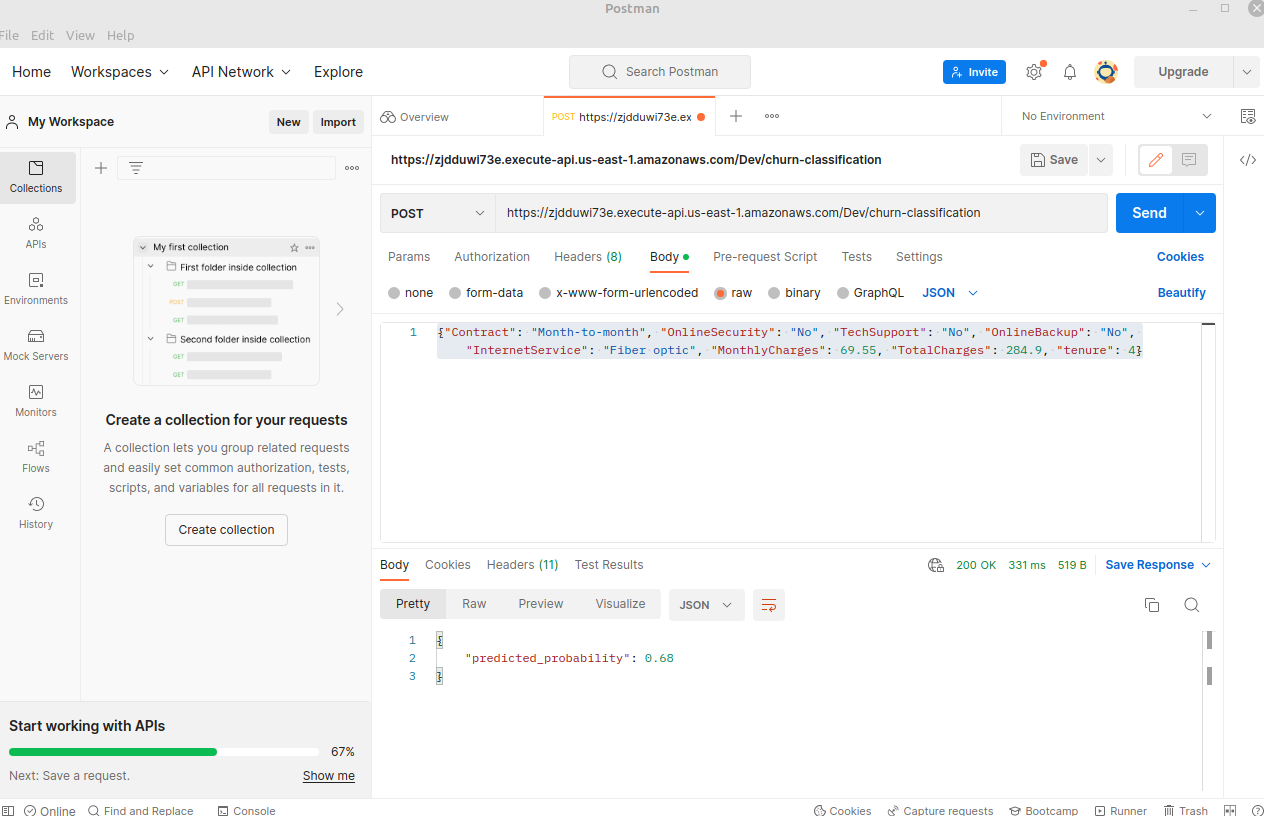 Postman
File Edit View Help
Home Workspaces API Network Explore
Search Postman
Invite
Upgrade
My Workspace
New Import
Overview
POST https://zjdduwi73e.ex
No Environment
Collections
APIs
Environments
Mock Servers
Monitors
Flows
History
My first collection
First folder inside collection
GET
POST
GET
Second folder inside collection
GET
GET
Create a collection for your requests
A collection lets you group related requests
and easily set common authorization, tests,
scripts, and variables for all requests in it.
Create collection
Start working with APIs
67%
Next: Save a request. Show me
https://zjdduwi73e.execute-api.us-east-1.amazonaws.com/Dev/churn-classification
Save
POST https://zjdduwi73e.execute-api.us-east-1.amazonaws.com/Dev/churn-classification
Send
Params Authorization Headers (8) Body Pre-request Script Tests Settings Cookies
none form-data x-www-form-urlencoded raw binary GraphQL JSON Beautify
1 {"Contract": "Month-to-month", "OnlineSecurity": "No", "TechSupport": "No", "OnlineBackup": "No",
"InternetService": "Fiber optic", "MonthlyCharges": 69.55, "TotalCharges": 284.9, "tenure": 4}
Body Cookies Headers (11) Test Results 200 OK 331 ms 519 B Save Response
Pretty Raw Preview Visualize JSON
1 {
2 "predicted_probability": 0.68
3 }
Online Find and Replace Console Cookies Capture requests Bootcamp Runner Trash